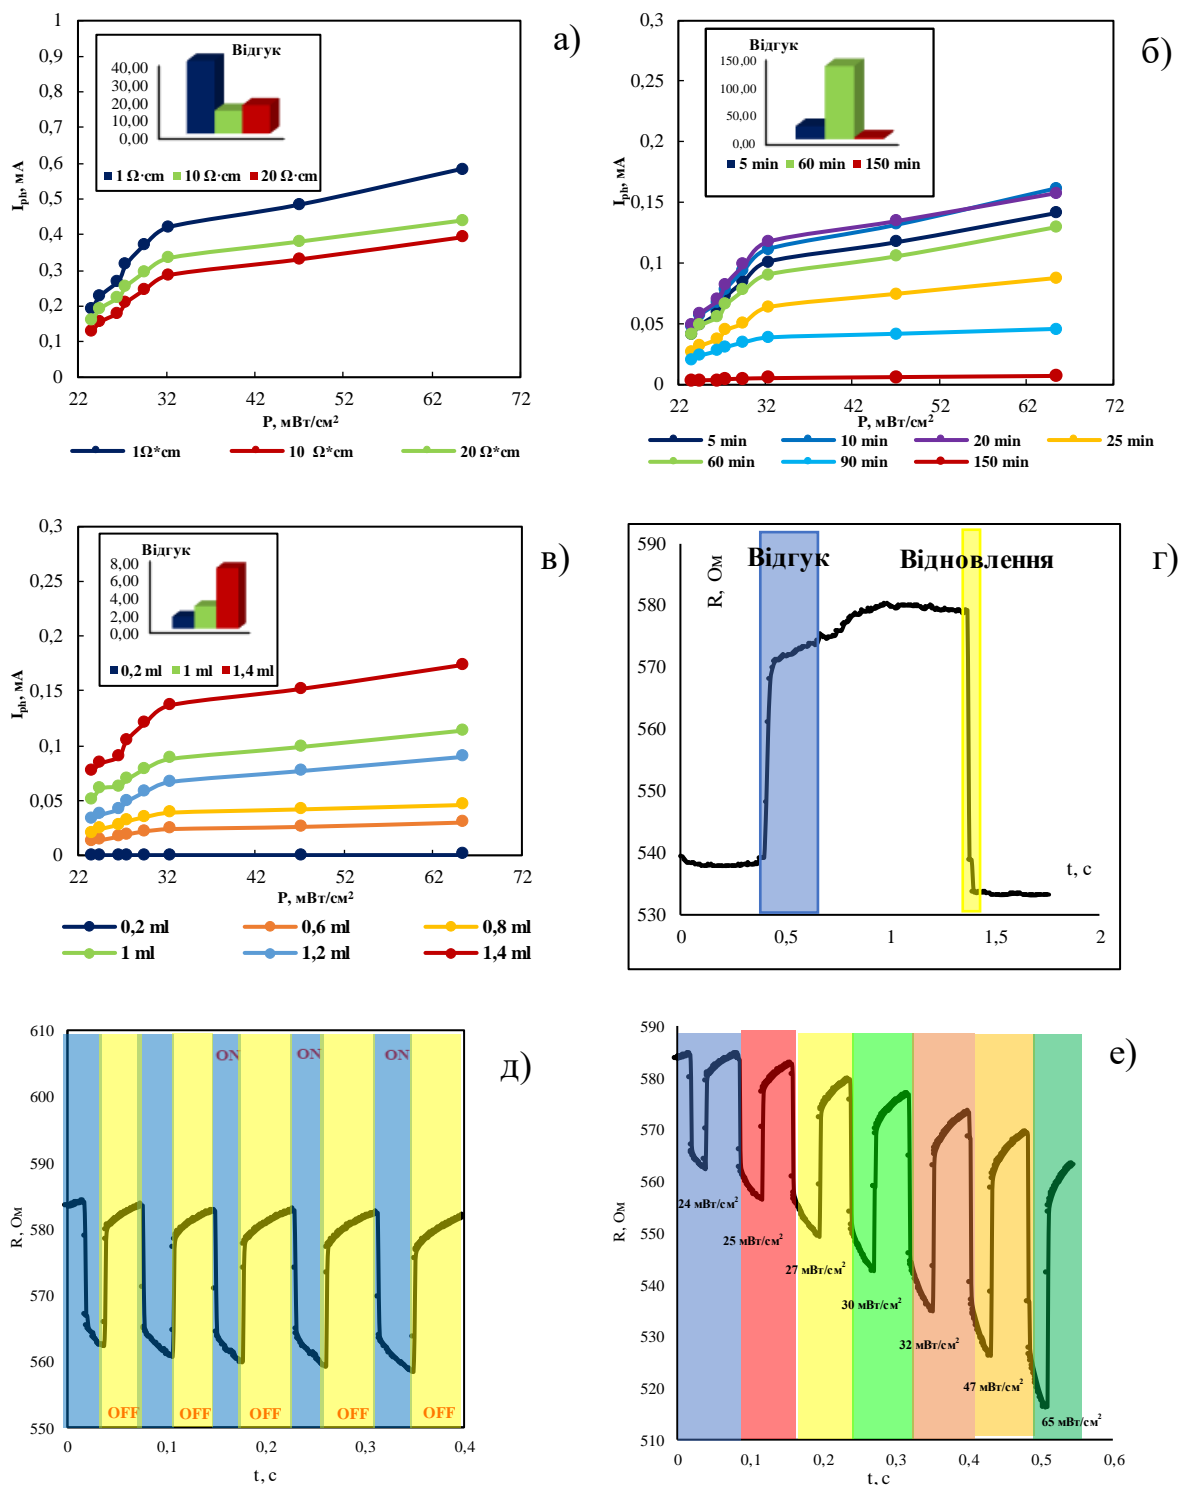 а)
1
0,9
0,8
0,7
0,6
0,5
0,4
0,3
0,2
0,1
0
I_ph, мА
Відгук
40,00
30,00
20,00
10,00
0,00
1 Ω·cm 10 Ω·cm 20 Ω·cm
22 32 42 52 62 72
P, мВт/см²
1Ω*cm 10 Ω*cm 20 Ω*cm
б)
0,3
0,25
0,2
0,15
0,1
0,05
0
I_ph, мА
Відгук
150,00
100,00
50,00
0,00
5 min 60 min 150 min
22 32 42 52 62 72
P, мВт/см²
5 min 10 min 20 min 25 min
60 min 90 min 150 min
в)
0,3
0,25
0,2
0,15
0,1
0,05
0
I_ph, мА
Відгук
8,00
6,00
4,00
2,00
0,00
0,2 ml 1 ml 1,4 ml
22 32 42 52 62 72
P, мВт/см²
0,2 ml 0,6 ml 0,8 ml
1 ml 1,2 ml 1,4 ml
г)
590
580
570
560
550
540
530
R, Ом
Відгук Відновлення
t, с
0 0,5 1 1,5 2
д)
610
600
590
580
570
560
550
R, Ом
ON ON ON
OFF OFF OFF OFF OFF
0 0,1 0,2 0,3 0,4
t, с
е)
590
580
570
560
550
540
530
520
510
R, Ом
24 мВт/см²
25 мВт/см²
27 мВт/см²
30 мВт/см²
32 мВт/см²
47 мВт/см²
65 мВт/см²
0 0,1 0,2 0,3 0,4 0,5 0,6
t, с